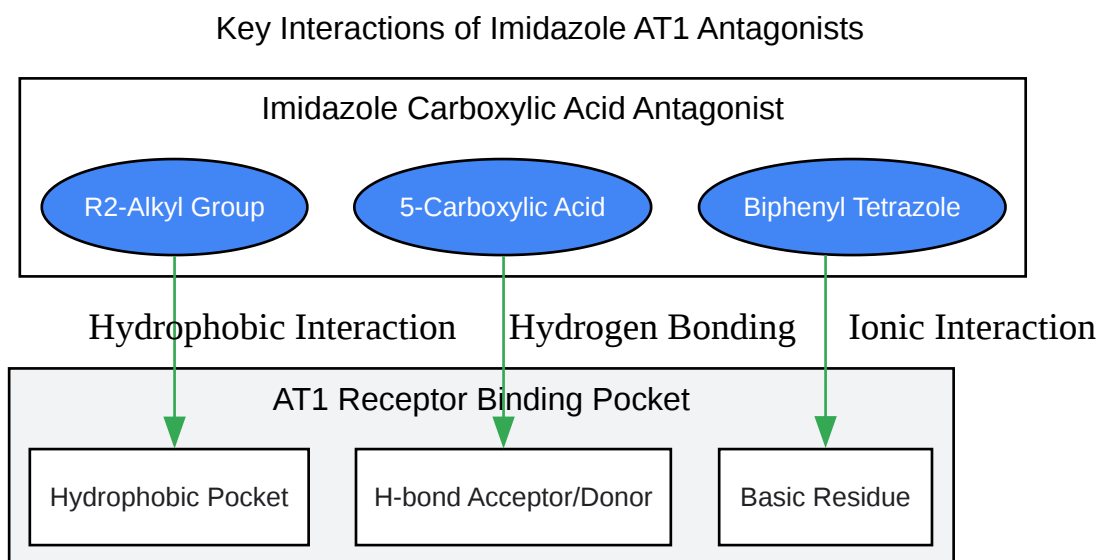 Key Interactions of Imidazole AT1 Antagonists
Imidazole Carboxylic Acid Antagonist
R2-Alkyl Group
5-Carboxylic Acid
Biphenyl Tetrazole
Hydrophobic Interaction
Hydrogen Bonding
Ionic Interaction
AT1 Receptor Binding Pocket
Hydrophobic Pocket
H-bond Acceptor/Donor
Basic Residue